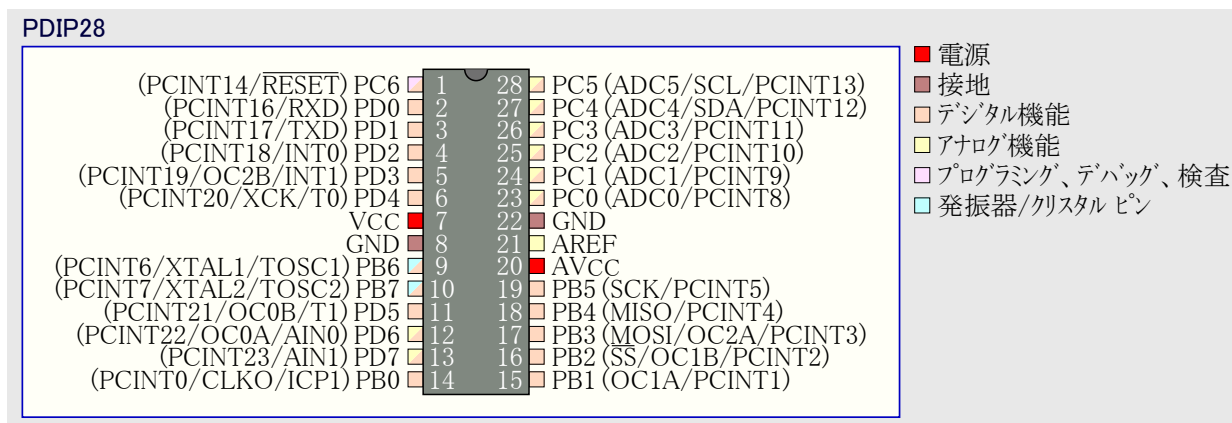 PDIP28
(PCINT14/RESET) PC6 1 28 PC5 (ADC5/SCL/PCINT13)
(PCINT16/RXD) PD0 2 27 PC4 (ADC4/SDA/PCINT12)
(PCINT17/TXD) PD1 3 26 PC3 (ADC3/PCINT11)
(PCINT18/INT0) PD2 4 25 PC2 (ADC2/PCINT10)
(PCINT19/OC2B/INT1) PD3 5 24 PC1 (ADC1/PCINT9)
(PCINT20/XCK/T0) PD4 6 23 PC0 (ADC0/PCINT8)
VCC 7 22 GND
GND 8 21 AREF
(PCINT6/XTAL1/TOSC1) PB6 9 20 AVCC
(PCINT7/XTAL2/TOSC2) PB7 10 19 PB5 (SCK/PCINT5)
(PCINT21/OC0B/T1) PD5 11 18 PB4 (MISO/PCINT4)
(PCINT22/OC0A/AIN0) PD6 12 17 PB3 (MOSI/OC2A/PCINT3)
(PCINT23/AIN1) PD7 13 16 PB2 (SS/OC1B/PCINT2)
(PCINT0/CLKO/ICP1) PB0 14 15 PB1 (OC1A/PCINT1)
電源
接地
デジタル機能
アナログ機能
プログラミング、デバッグ、検査
発振器/クリスタル ピン